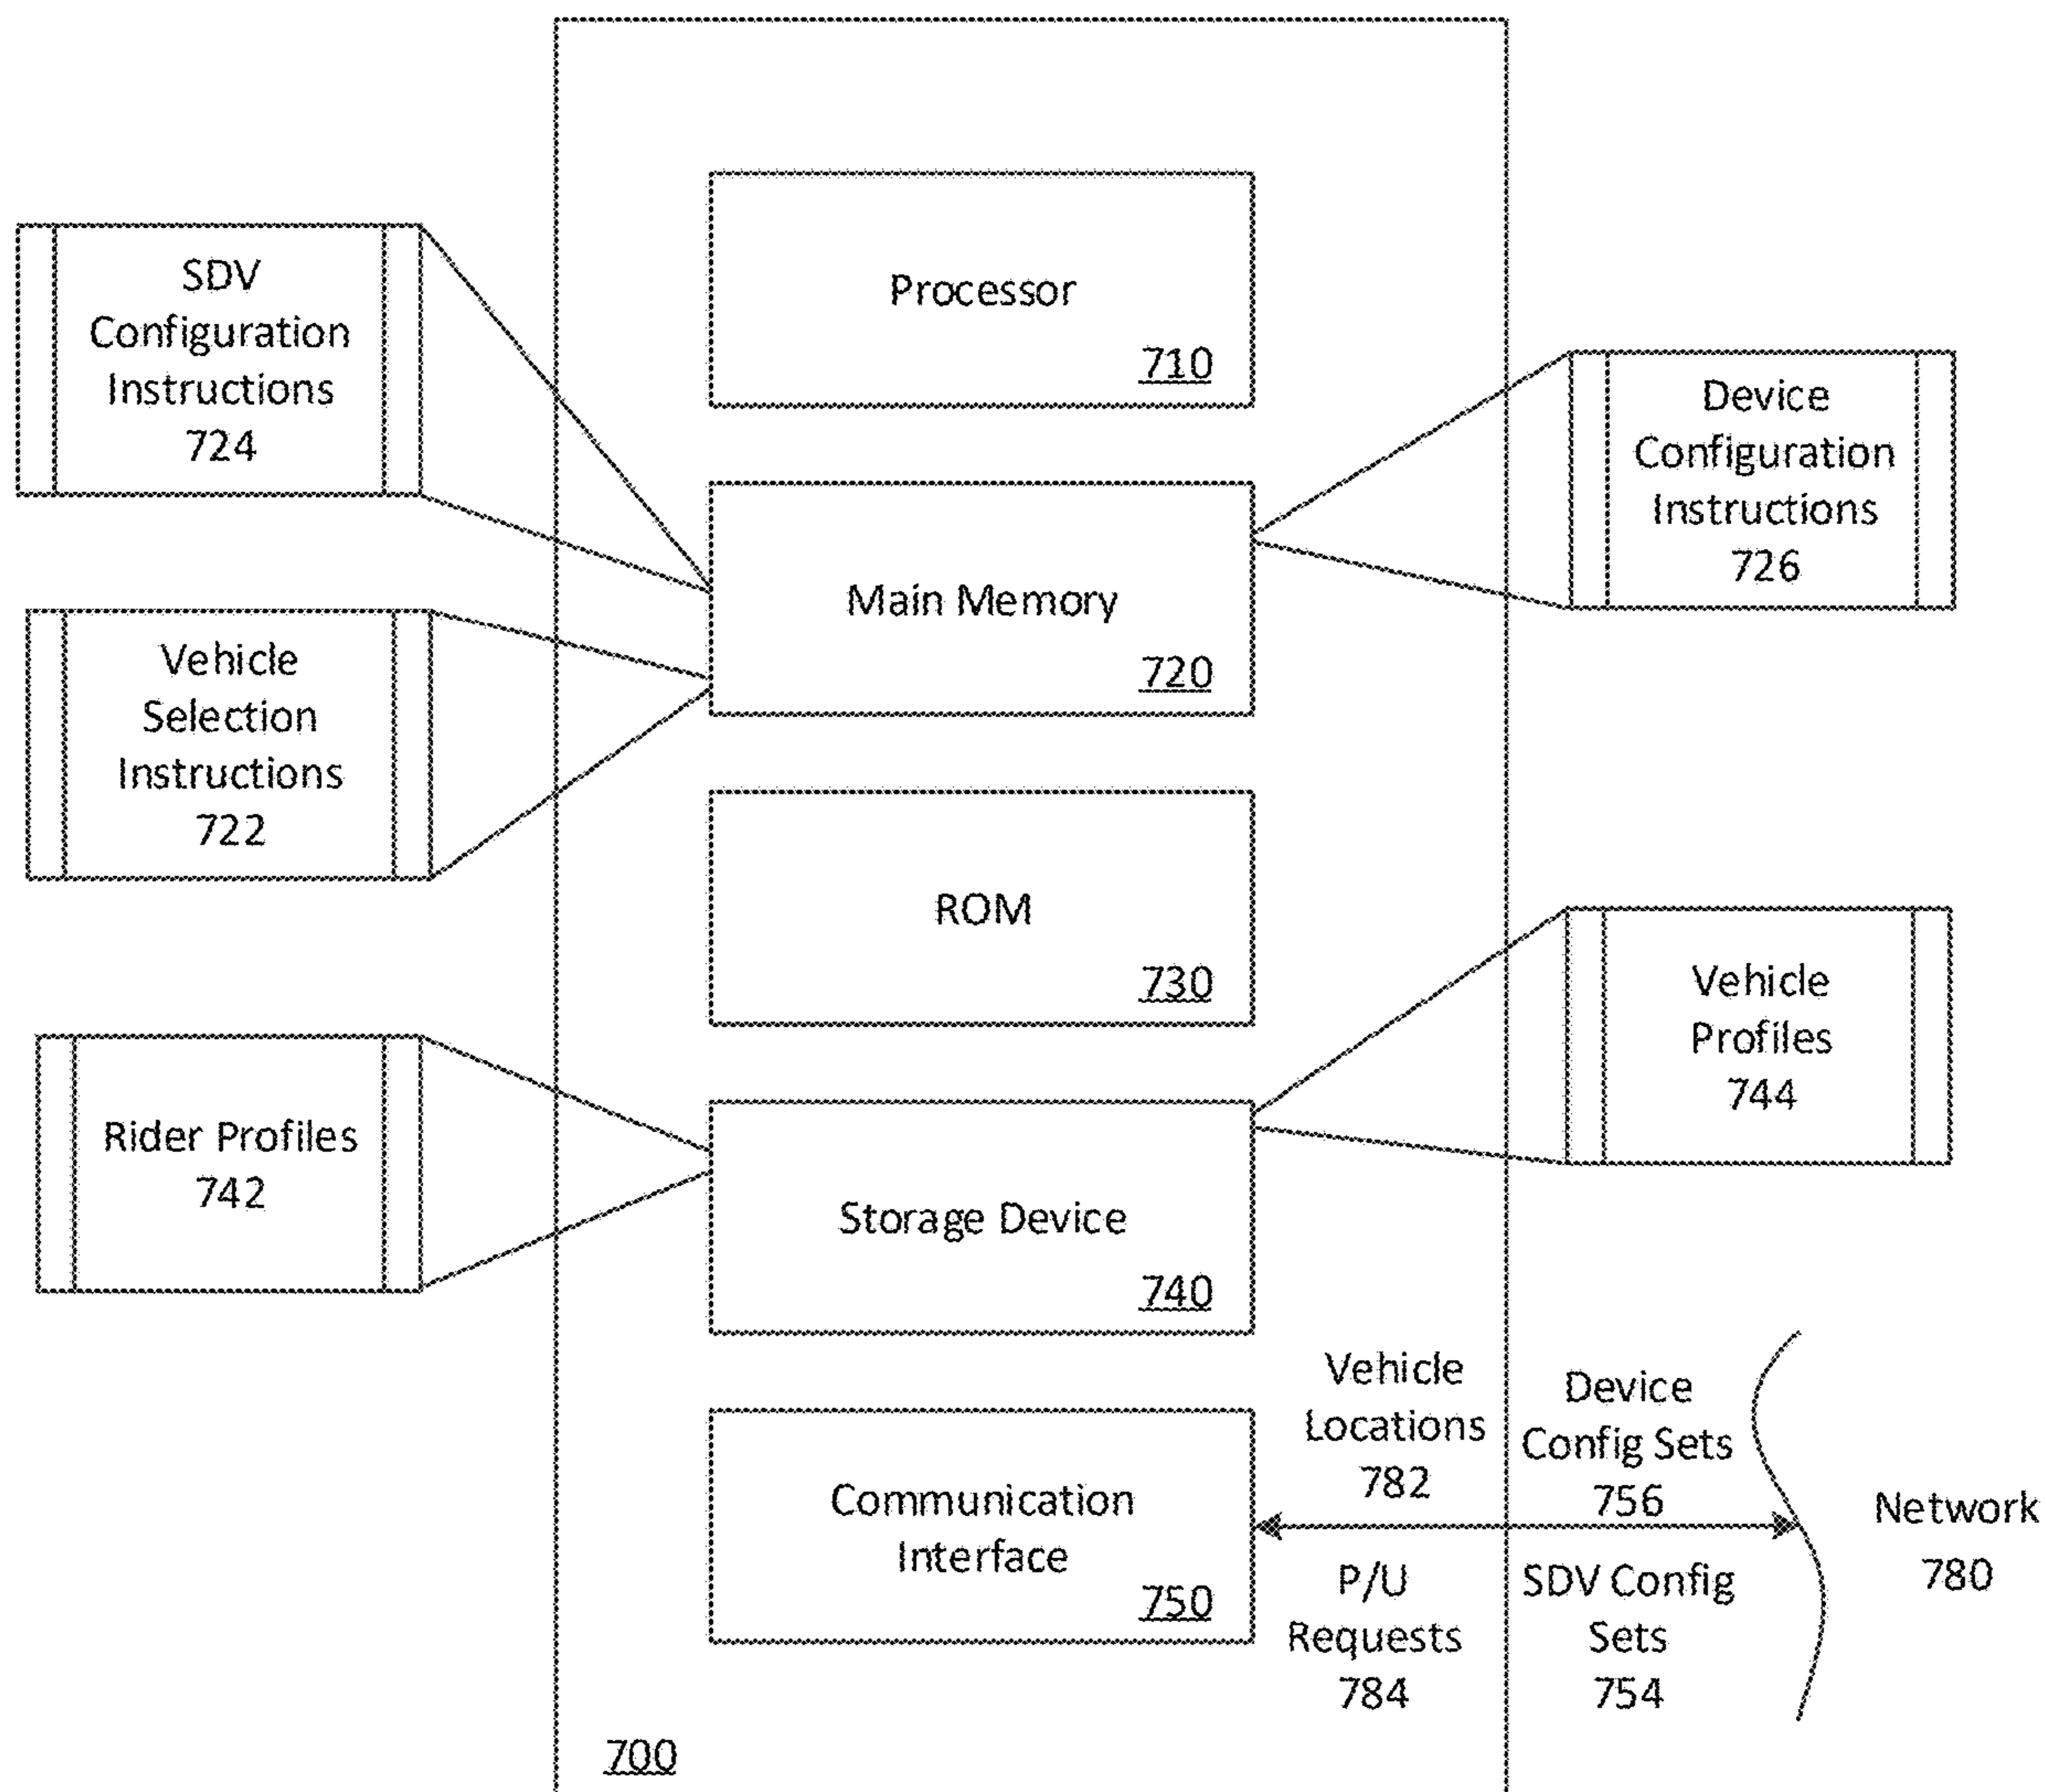 Processor
710
SDV
Configuration
Instructions
724
Device
Configuration
Instructions
726
Main Memory
720
Vehicle
Selection
Instructions
722
ROM
730
Vehicle
Profiles
744
Rider Profiles
742
Storage Device
740
Vehicle
Locations
782
Device
Config Sets
756
Communication
Interface
750
Network
780
P/U
Requests
784
SDV Config
Sets
754
700